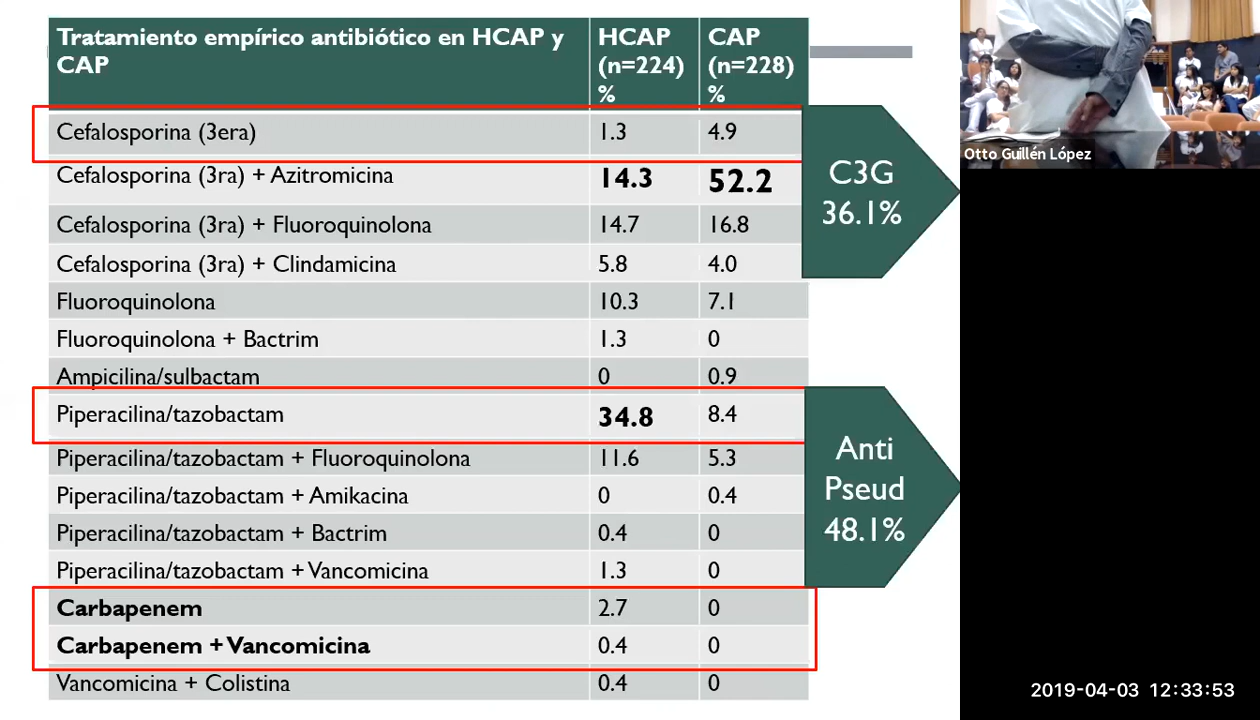 Tratamiento empírico antibiótico en HCAP y
CAP
HCAP
(n=224)
%
CAP
(n=228)
%
Cefalosporina (3era) 1.3 4.9
Cefalosporina (3ra) + Azitromicina 14.3 52.2
Cefalosporina (3ra) + Fluoroquinolona 14.7 16.8
Cefalosporina (3ra) + Clindamicina 5.8 4.0
Fluoroquinolona 10.3 7.1
Fluoroquinolona + Bactrim 1.3 0
Ampicilina/sulbactam 0 0.9
Piperacilina/tazobactam 34.8 8.4
Piperacilina/tazobactam + Fluoroquinolona 11.6 5.3
Piperacilina/tazobactam + Amikacina 0 0.4
Piperacilina/tazobactam + Bactrim 0.4 0
Piperacilina/tazobactam + Vancomicina 1.3 0
Carbapenem 2.7 0
Carbapenem + Vancomicina 0.4 0
Vancomicina + Colistina 0.4 0
C3G
36.1%
Anti
Pseud
48.1%
Otto Guillén López
2019-04-03 12:33:53